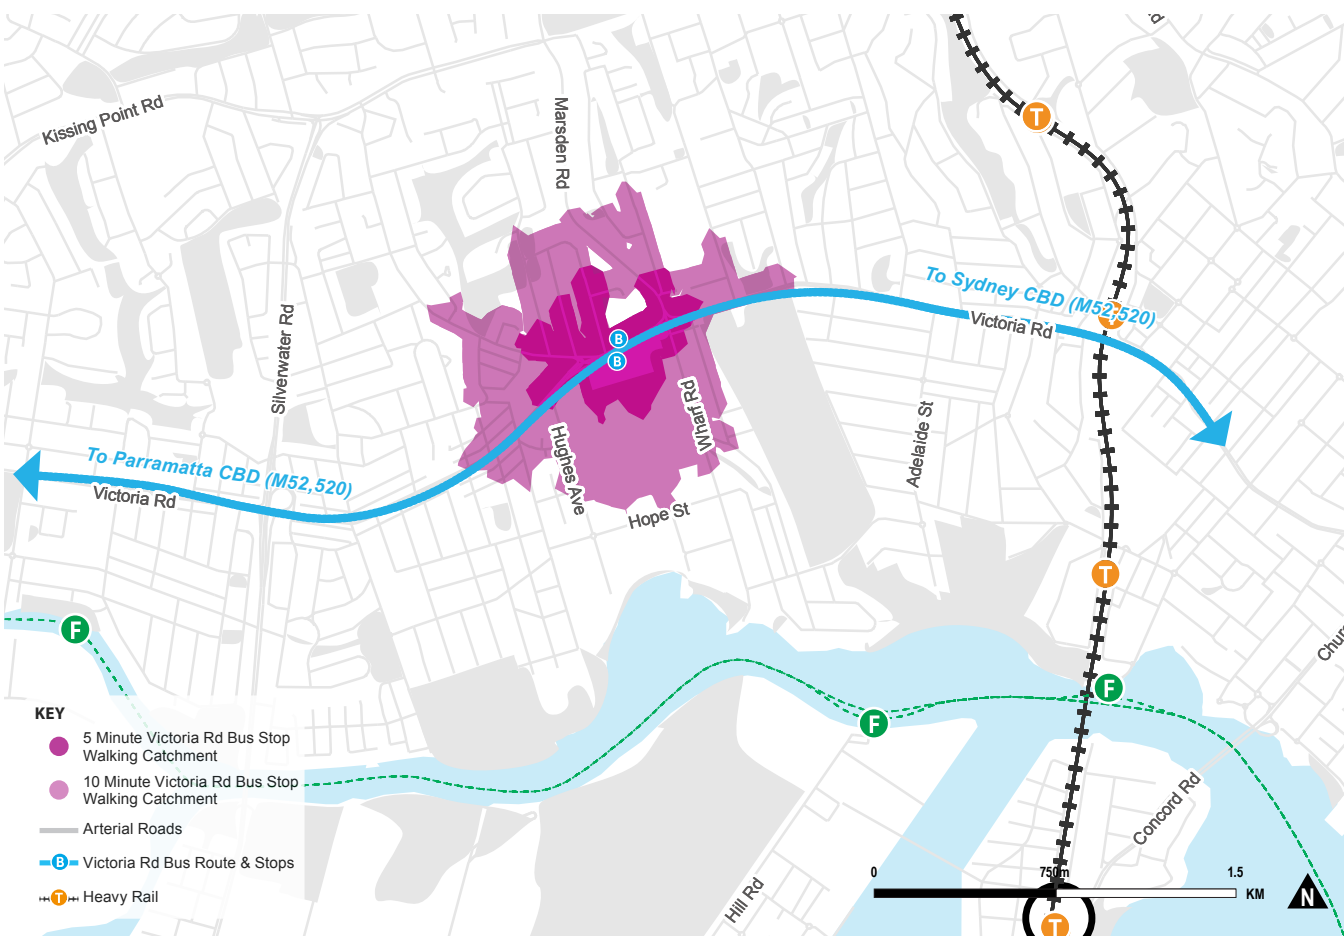 Kissing Point Rd
Marsden Rd
T
To Sydney CBD (M52,520)
Victoria Rd
Silverwater Rd
B
B
Wharf Rd
Adelaide St
Hughes Ave
To Parramatta CBD (M52,520)
Victoria Rd
Hope St
T
F
F
F
KEY
5 Minute Victoria Rd Bus Stop
Walking Catchment
10 Minute Victoria Rd Bus Stop
Walking Catchment
Arterial Roads
B
Victoria Rd Bus Route & Stops
T
Heavy Rail
Concord Rd
Hill Rd
0
750m
1.5
KM
N
T